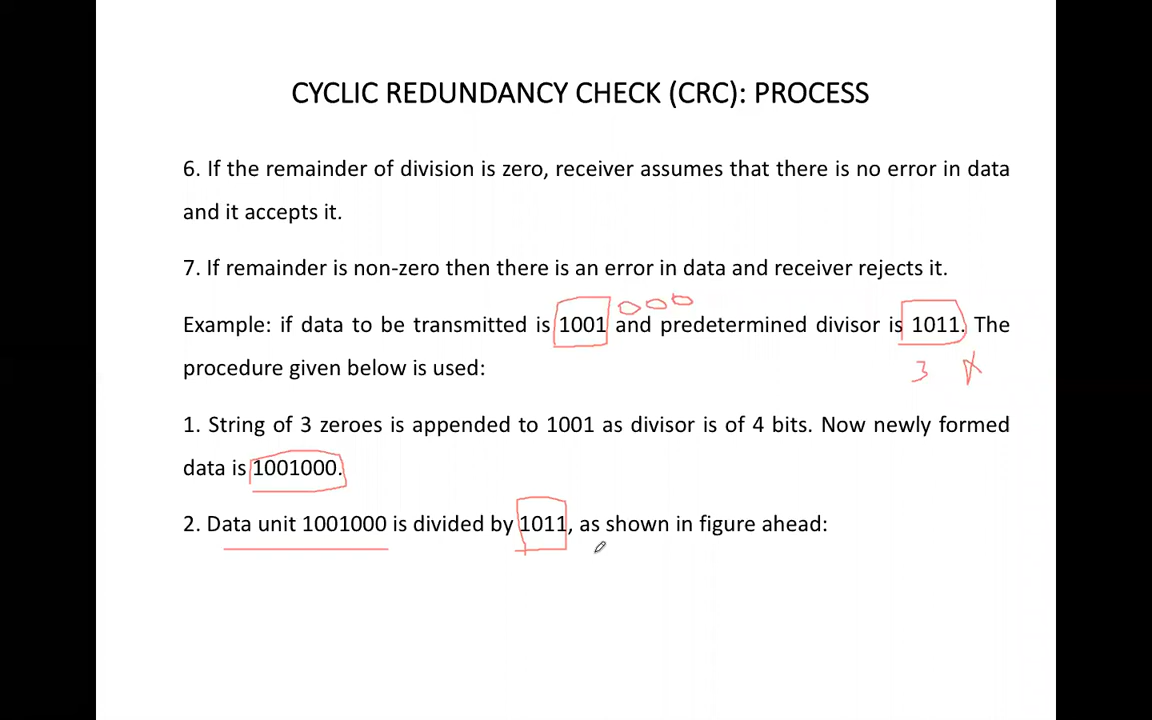 CYCLIC REDUNDANCY CHECK (CRC): PROCESS
6. If the remainder of division is zero, receiver assumes that there is no error in data
and it accepts it.
7. If remainder is non-zero then there is an error in data and receiver rejects it.
000
Example: if data to be transmitted is 1001 and predetermined divisor is 1011. The
procedure given below is used:
3
1. String of 3 zeroes is appended to 1001 as divisor is of 4 bits. Now newly formed
data is 1001000.
2. Data unit 1001000 is divided by 1011, as shown in figure ahead: